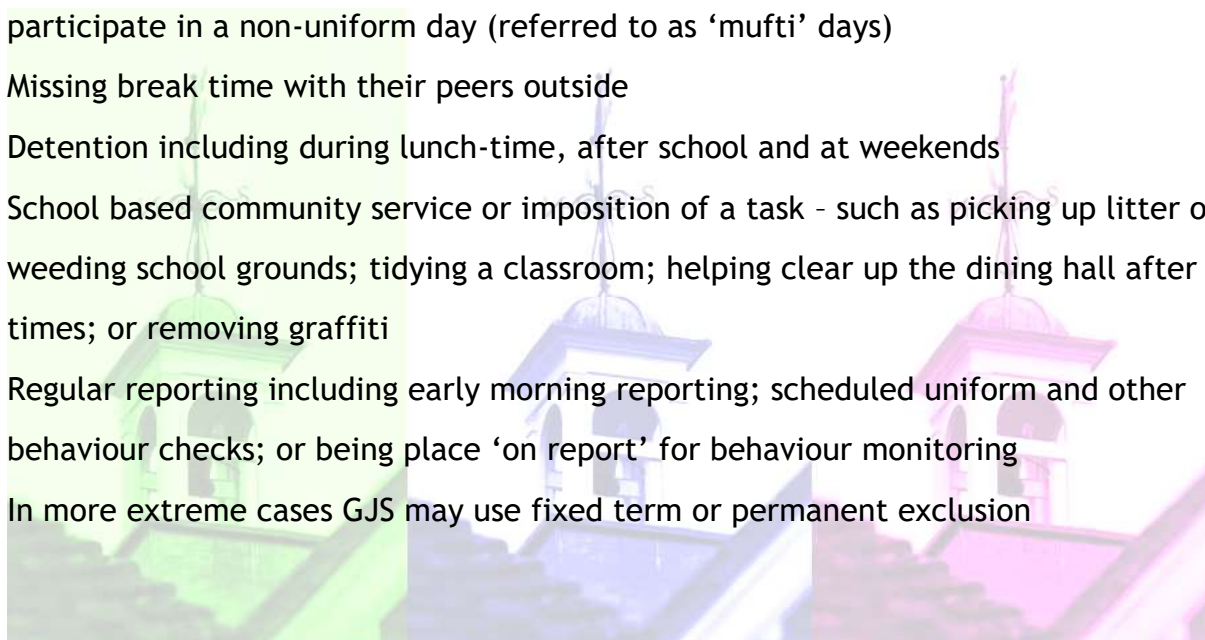 participate in a non-uniform day (referred to as ‘mufti’ days)
Missing break time with their peers outside
Detention including during lunch-time, after school and at weekends
School based community service or imposition of a task – such as picking up litter o
weeding school grounds; tidying a classroom; helping clear up the dining hall after
times; or removing graffiti
Regular reporting including early morning reporting; scheduled uniform and other
behaviour checks; or being place ‘on report’ for behaviour monitoring
In more extreme cases GJS may use fixed term or permanent exclusion